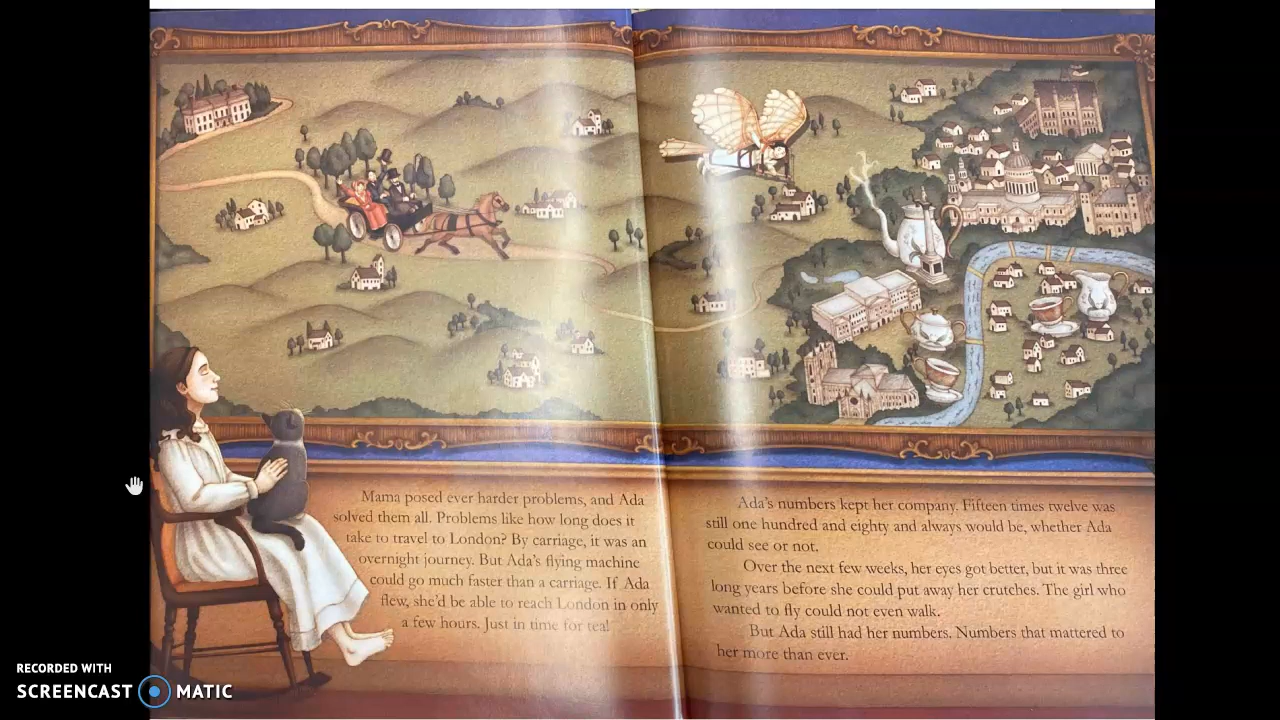 Mama posed ever harder problems, and Ada
solved them all. Problems like how long does it
take to travel to London? By carriage, it was an
overnight journey. But Ada's flying machine
could go much faster than a carriage. If Ada
flew, she'd be able to reach London in only
a few hours. Just in time for tea!
Ada's numbers kept her company. Fifteen times twelve was
still one hundred and eighty and always would be, whether Ada
could see or not.
Over the next few weeks, her eyes got better, but it was three
long years before she could put away her crutches. The girl who
wanted to fly could not even walk.
But Ada still had her numbers. Numbers that mattered to
her more than ever.
RECORDED WITH
SCREENCAST MATIC